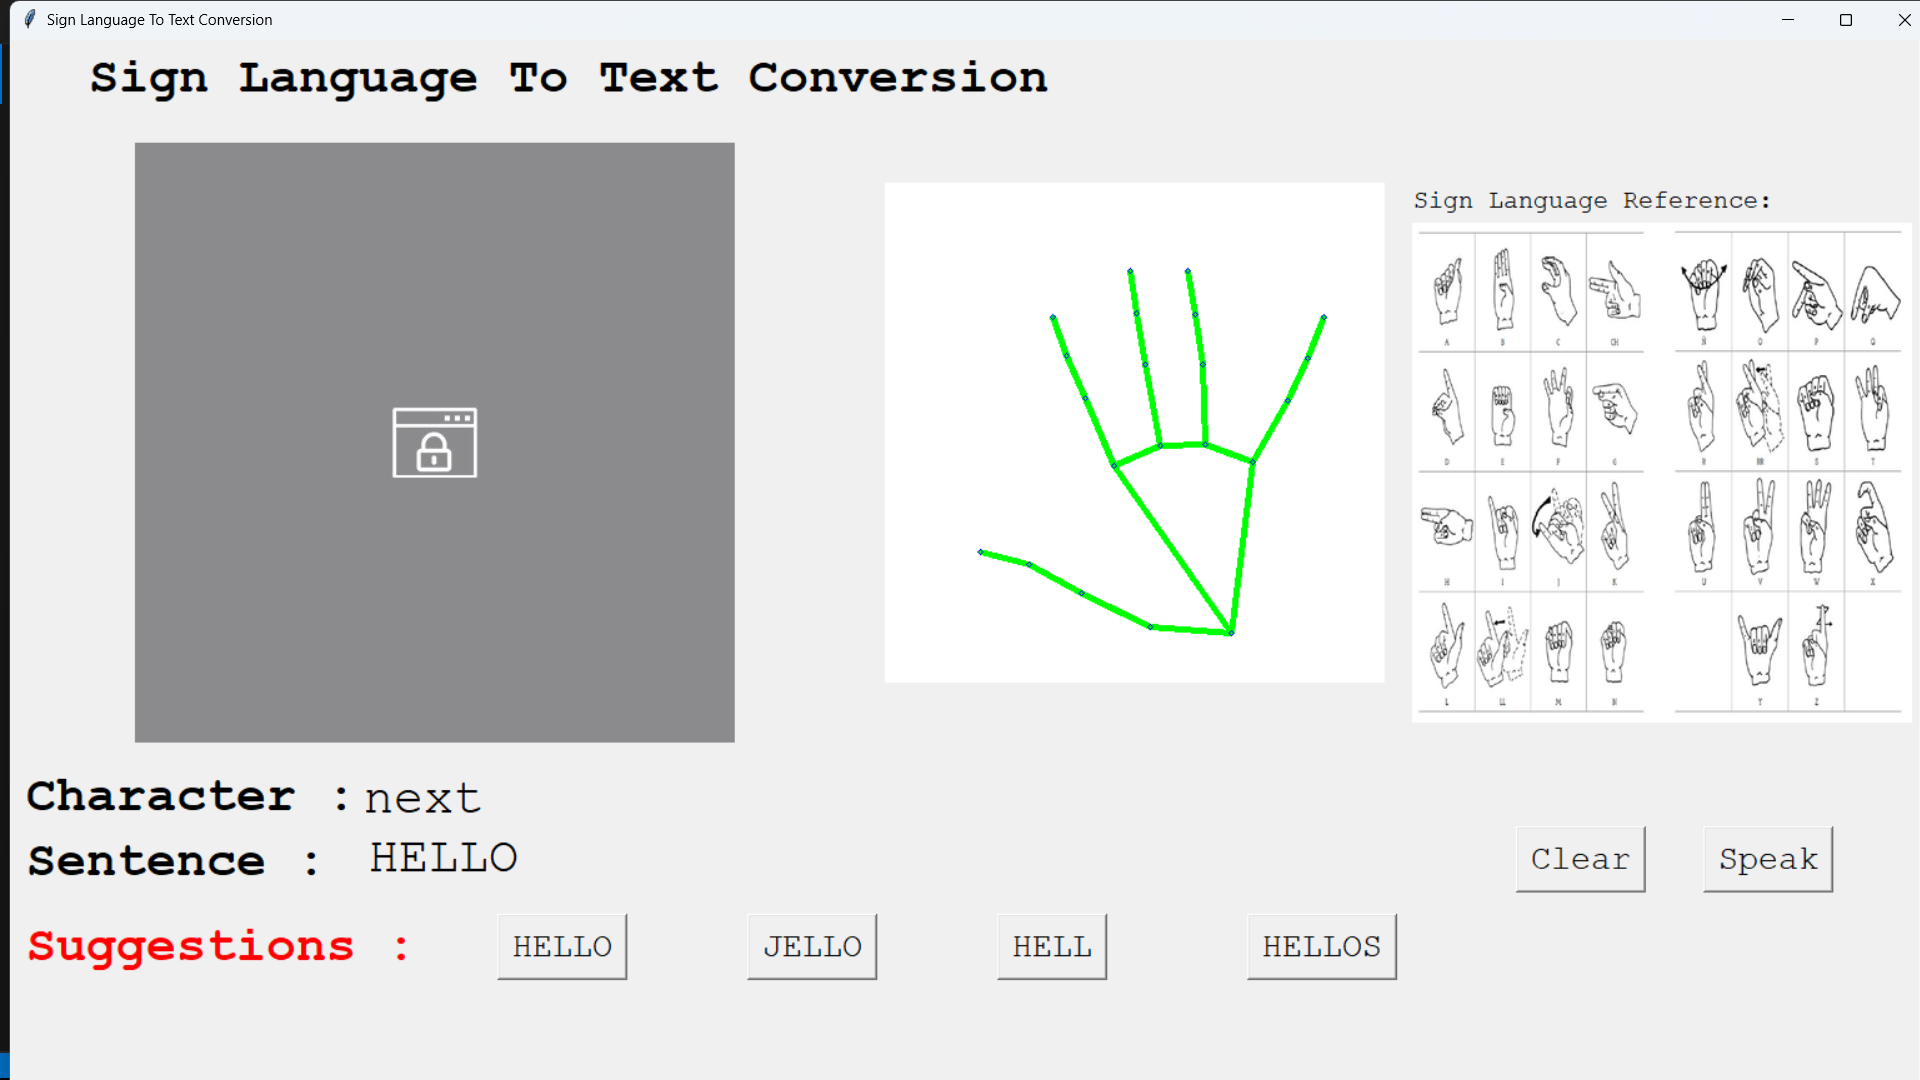 Sign Language To Text Conversion
Sign Language To Text Conversion
Sign Language Reference:
A B C CH Ñ O P Q
D E F G R RR S T
H I J K U V W X
L LL M N Y Z
Character : next
Sentence : HELLO
Clear Speak
Suggestions : HELLO JELLO HELL HELLOS